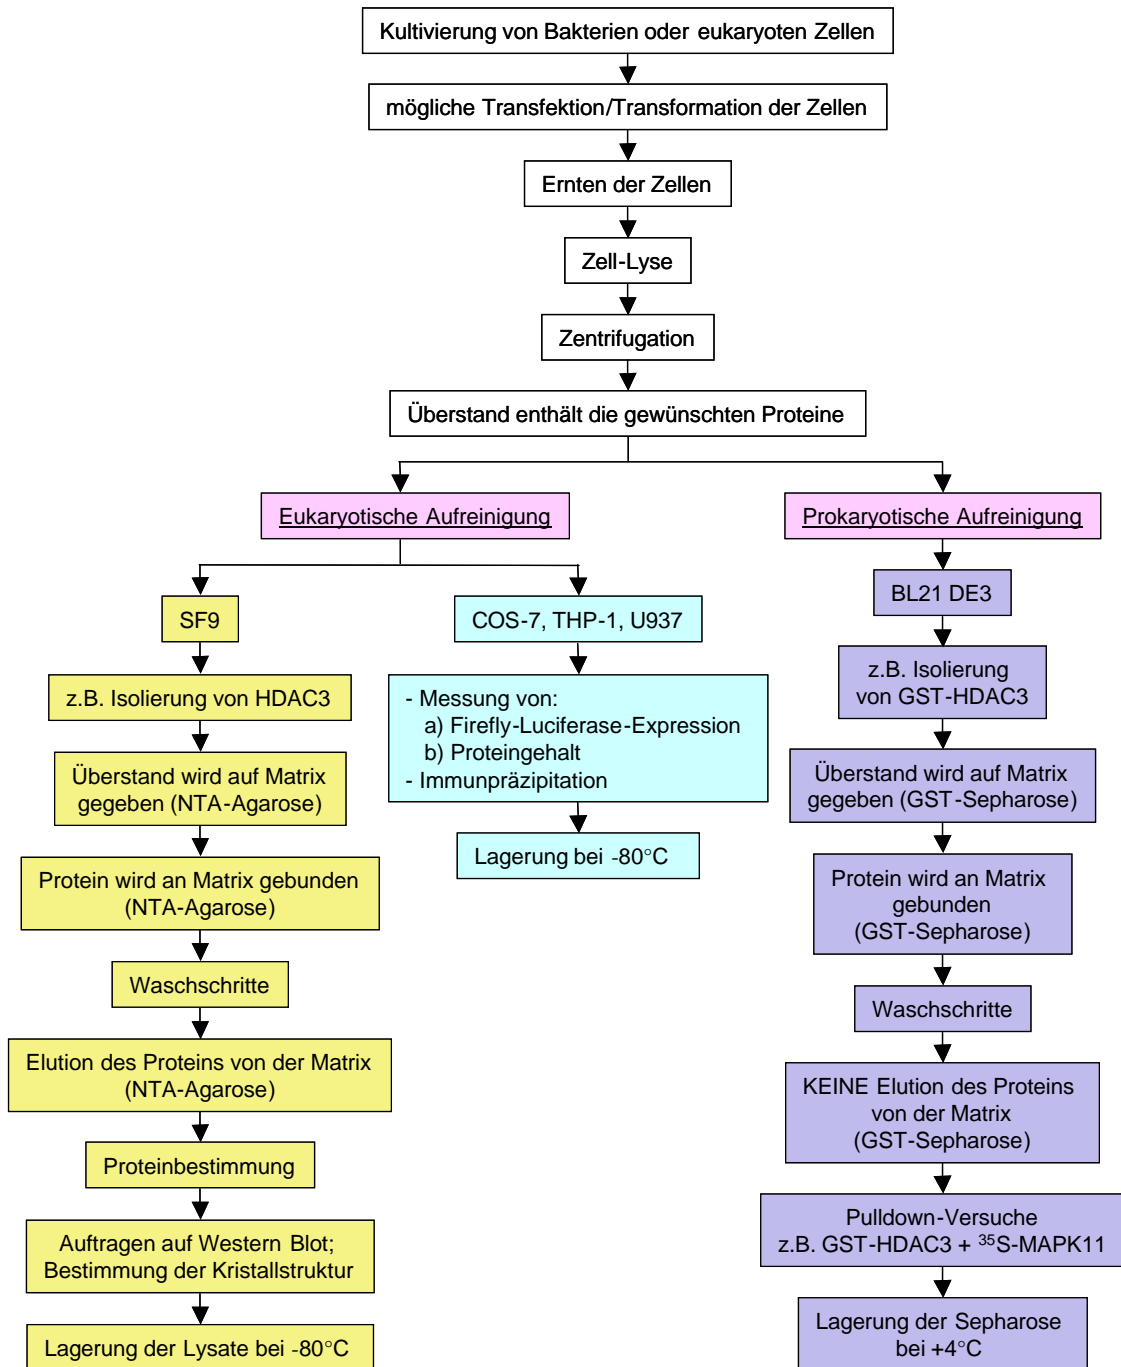 Kultivierung von Bakterien oder eukaryoten Zellen
mögliche Transfektion/Transformation der Zellen
Ernten der Zellen
Zell-Lyse
Zentrifugation
Überstand enthält die gewünschten Proteine
Eukaryotische Aufreinigung
Prokaryotische Aufreinigung
SF9
z.B. Isolierung von HDAC3
Überstand wird auf Matrix
gegeben (NTA-Agarose)
Protein wird an Matrix gebunden
(NTA-Agarose)
Waschschritte
Elution des Proteins von der Matrix
(NTA-Agarose)
Proteinbestimmung
Auftragen auf Western Blot;
Bestimmung der Kristallstruktur
Lagerung der Lysate bei -80°C
COS-7, THP-1, U937
- Messung von:
a) Firefly-Luciferase-Expression
b) Proteingehalt
- Immunpräzipitation
Lagerung bei -80°C
BL21 DE3
z.B. Isolierung
von GST-HDAC3
Überstand wird auf Matrix
gegeben (GST-Sepharose)
Protein wird an Matrix
gebunden
(GST-Sepharose)
Waschschritte
KEINE Elution des Proteins
von der Matrix
(GST-Sepharose)
Pulldown-Versuche
z.B. GST-HDAC3 + ³⁵S-MAPK11
Lagerung der Sepharose
bei +4°C